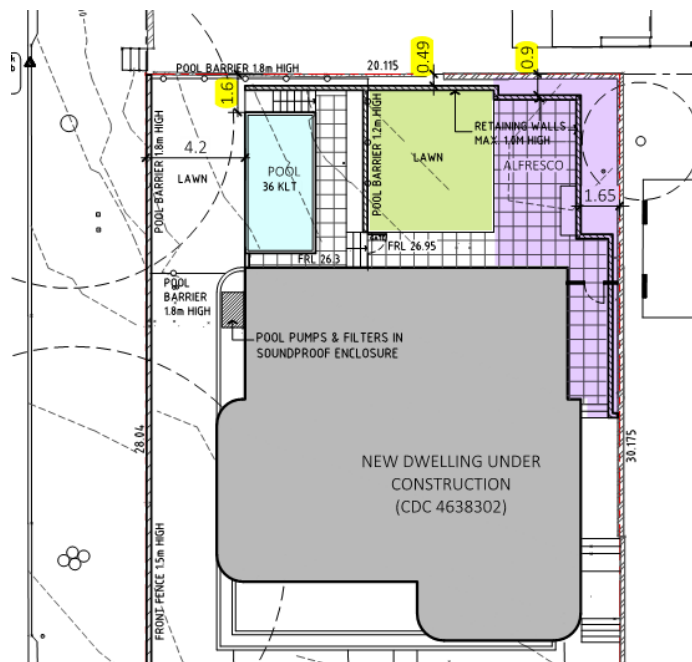 POOL BARRIER 1.8m HIGH
20.115
0.49
0.9
1.6
POOL BARRIER 1.8m HIGH
4.2
LAWN
POOL
36 KLT
POOL BARRIER 1.2m HIGH
LAWN
RETAINING WALLS
MAX. 1.0M HIGH
ALFRESCO
1.65
GATE
FRL 26.95
FRL 26.3
POOL
BARRIER
1.8m HIGH
POOL PUMPS & FILTERS IN
SOUNDPROOF ENCLOSURE
28.04
30.175
NEW DWELLING UNDER
CONSTRUCTION
(CDC 4638302)
FRONT FENCE 1.5m HIGH